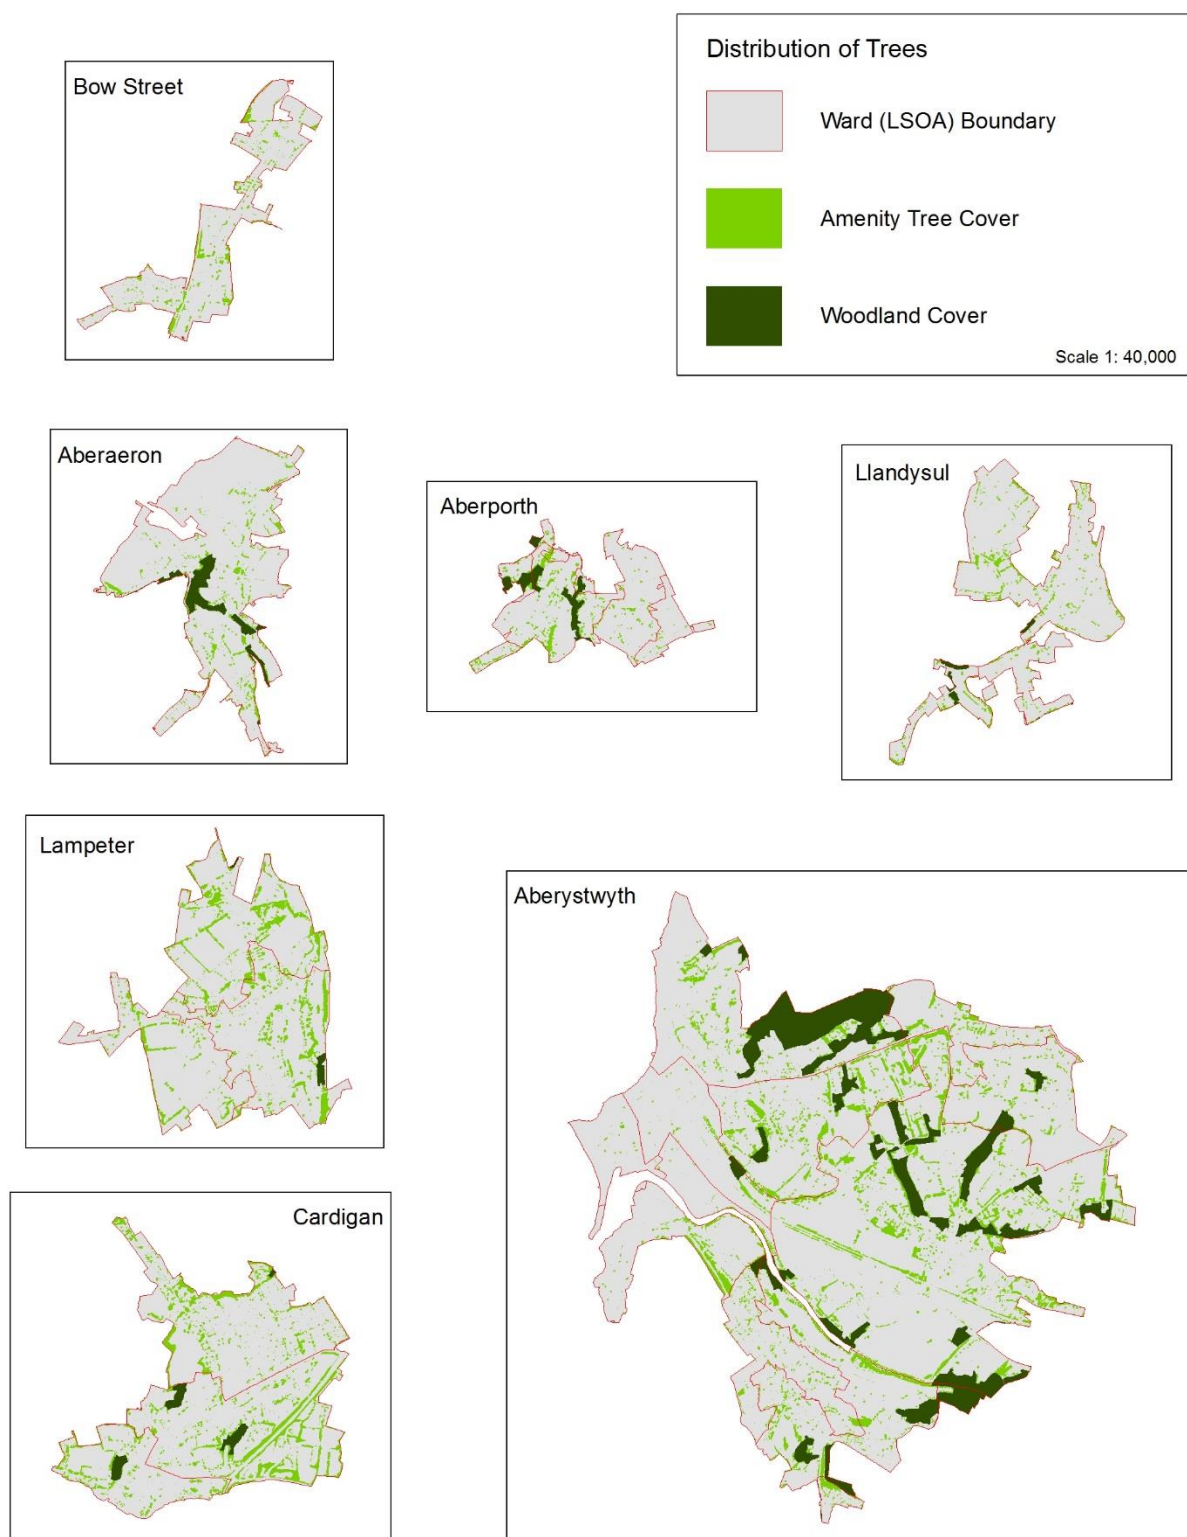 Bow Street
Distribution of Trees
Ward (LSOA) Boundary
Amenity Tree Cover
Woodland Cover
Scale 1: 40,000
Aberaeron
Aberporth
Llandysul
Lampeter
Aberystwyth
Cardigan